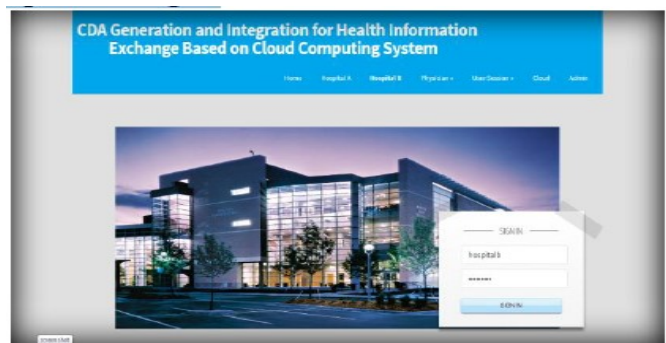 CDA Generation and Integration for Health Information
Exchange Based on Cloud Computing System
Home Hospital A Hospital B Physician User Session Cloud Admin
SIGN IN
hospitalb
SIGN IN